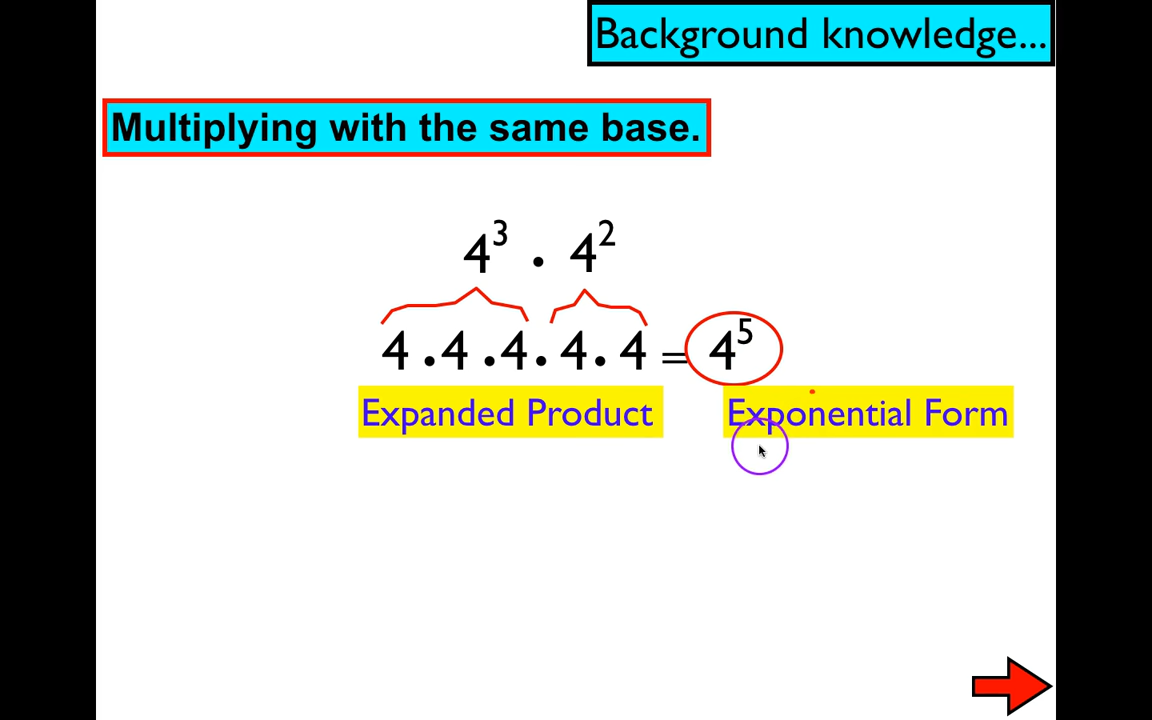 Background knowledge...
Multiplying with the same base.
4³ . 4²
4 . 4 . 4 . 4 . 4 = 4⁵
Expanded Product Exponential Form